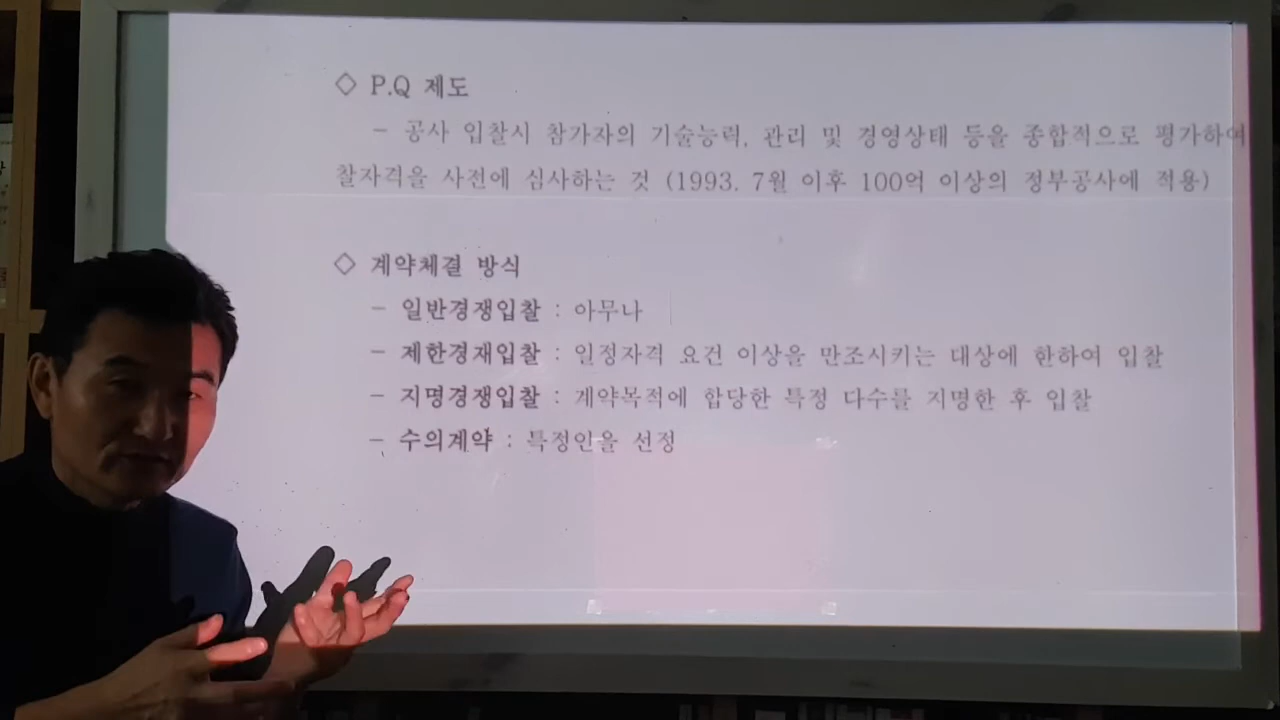 ◇ P.Q 제도
- 공사 입찰시 참가자의 기술능력, 관리 및 경영상태 등을 종합적으로 평가하여
찰자격을 사전에 심사하는 것 (1993. 7월 이후 100억 이상의 정부공사에 적용)
◇ 계약체결 방식
- 일반경쟁입찰 : 아무나
- 제한경재입찰 : 일정자격 요건 이상을 만조시키는 대상에 한하여 입찰
- 지명경쟁입찰 : 계약목적에 합당한 특정 다수를 지명한 후 입찰
- 수의계약 : 특정인을 선정